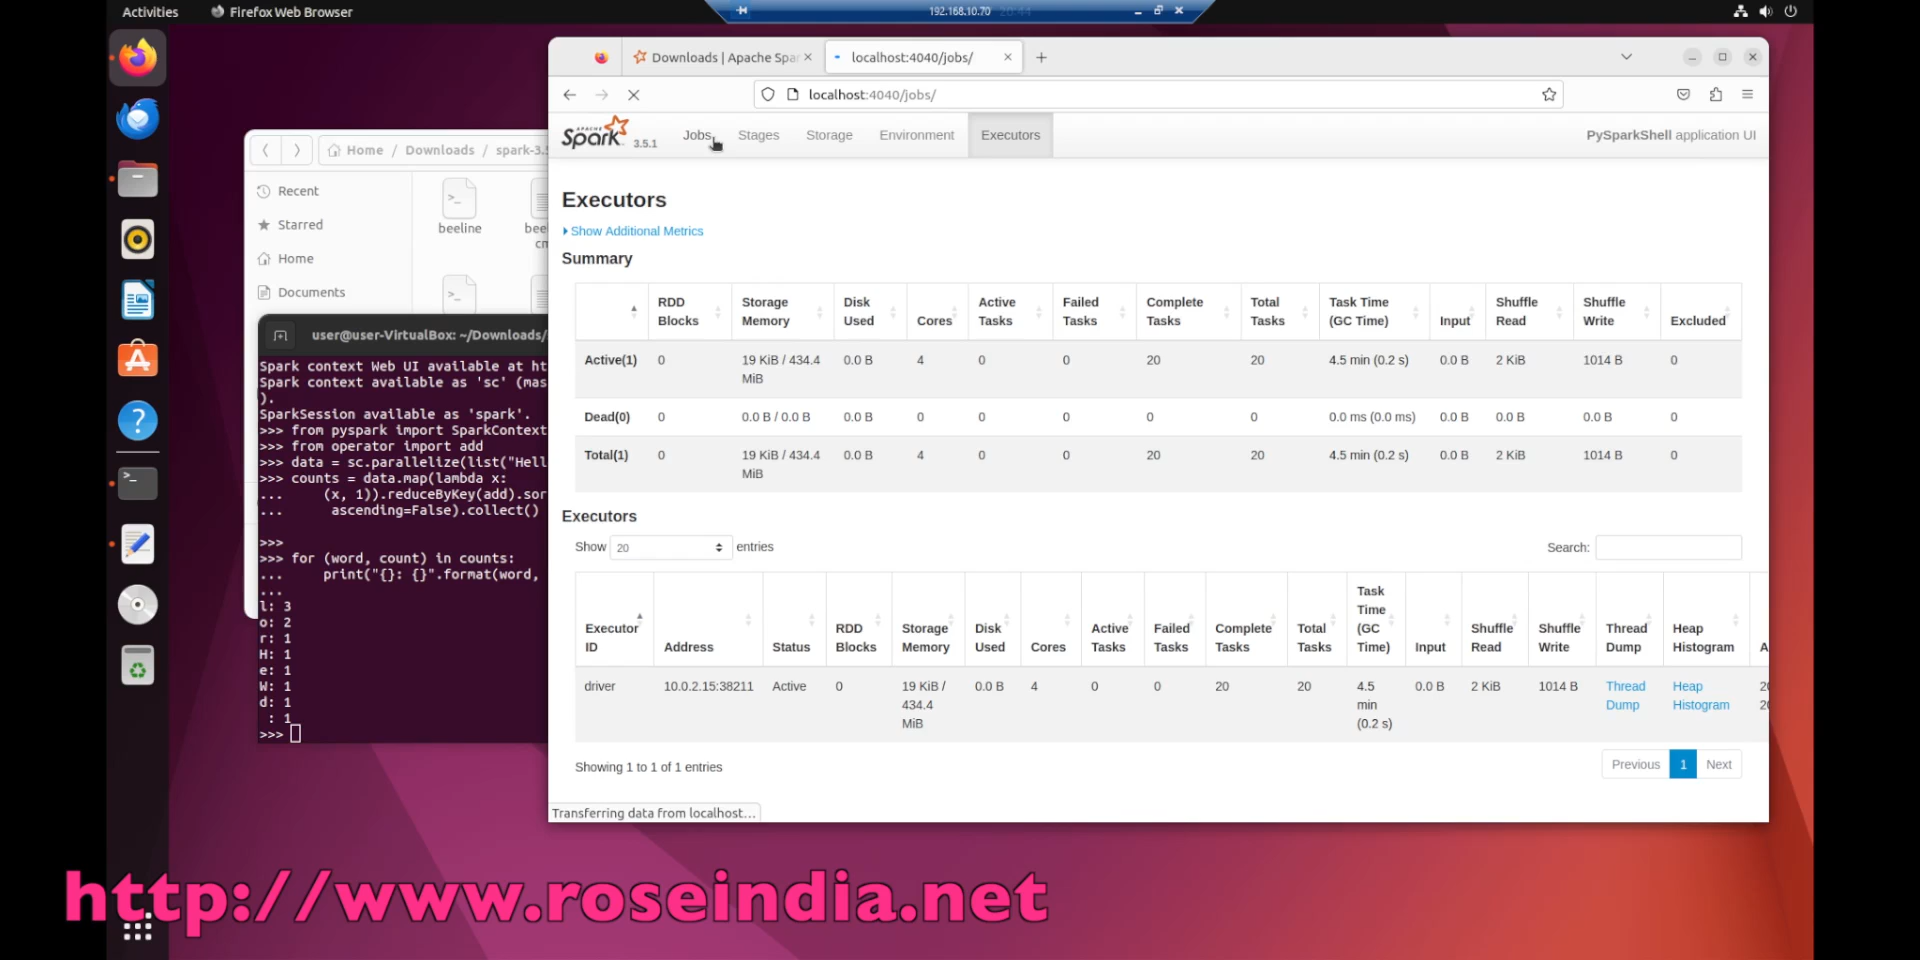 Activities Firefox Web Browser
192.168.10.70 20:44
Downloads | Apache Spar
localhost:4040/jobs/
localhost:4040/jobs/
APACHE Spark 3.5.1 Jobs Stages Storage Environment Executors PySparkShell application UI
Home / Downloads / spark-3.5
Recent
Starred
Home
Documents
beeline
bee
cm
user@user-VirtualBox: ~/Downloads/
Spark context Web UI available at ht
Spark context available as 'sc' (mas
).
SparkSession available as 'spark'.
>>> from pyspark import SparkContext
>>> from operator import add
>>> data = sc.parallelize(list("Hell
>>> counts = data.map(lambda x:
... (x, 1)).reduceByKey(add).sor
... ascending=False).collect()
>>>
>>> for (word, count) in counts:
... print("{}: {}".format(word,
...
l: 3
o: 2
r: 1
H: 1
e: 1
W: 1
d: 1
: 1
>>>
Executors
Show Additional Metrics
Summary
RDD Blocks Storage Memory Disk Used Cores Active Tasks Failed Tasks Complete Tasks Total Tasks Task Time (GC Time) Input Shuffle Read Shuffle Write Excluded
Active(1) 0 19 KiB / 434.4 MiB 0.0 B 4 0 0 20 20 4.5 min (0.2 s) 0.0 B 2 KiB 1014 B 0
Dead(0) 0 0.0 B / 0.0 B 0.0 B 0 0 0 0 0 0.0 ms (0.0 ms) 0.0 B 0.0 B 0.0 B 0
Total(1) 0 19 KiB / 434.4 MiB 0.0 B 4 0 0 20 20 4.5 min (0.2 s) 0.0 B 2 KiB 1014 B 0
Executors
Show 20 entries Search:
Executor ID Address Status RDD Blocks Storage Memory Disk Used Cores Active Tasks Failed Tasks Complete Tasks Total Tasks Task Time (GC Time) Input Shuffle Read Shuffle Write Thread Dump Heap Histogram A
driver 10.0.2.15:38211 Active 0 19 KiB / 434.4 MiB 0.0 B 4 0 0 20 20 4.5 min (0.2 s) 0.0 B 2 KiB 1014 B Thread Dump Heap Histogram 20 20
Showing 1 to 1 of 1 entries Previous 1 Next
Transferring data from localhost…
http://www.roseindia.net